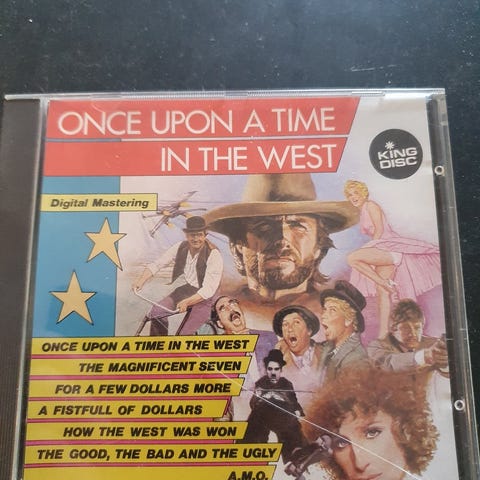 ONCE UPON A TIME
IN THE WEST
KING
DISC
Digital Mastering
ONCE UPON A TIME IN THE WEST
THE MAGNIFICENT SEVEN
FOR A FEW DOLLARS MORE
A FISTFULL OF DOLLARS
HOW THE WEST WAS WON
THE GOOD, THE BAD AND THE UGLY
A.M.O.